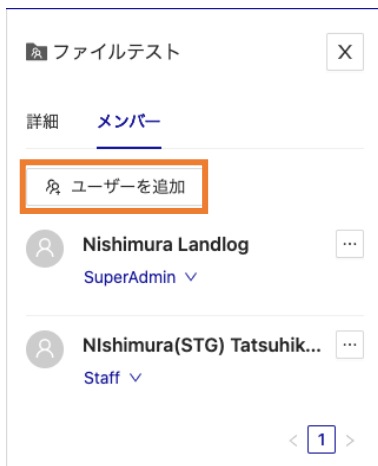 ファイルテスト X
詳細 メンバー
ユーザーを追加
Nishimura Landlog ...
SuperAdmin
NIshimura(STG) Tatsuhik... ...
Staff
< 1 >